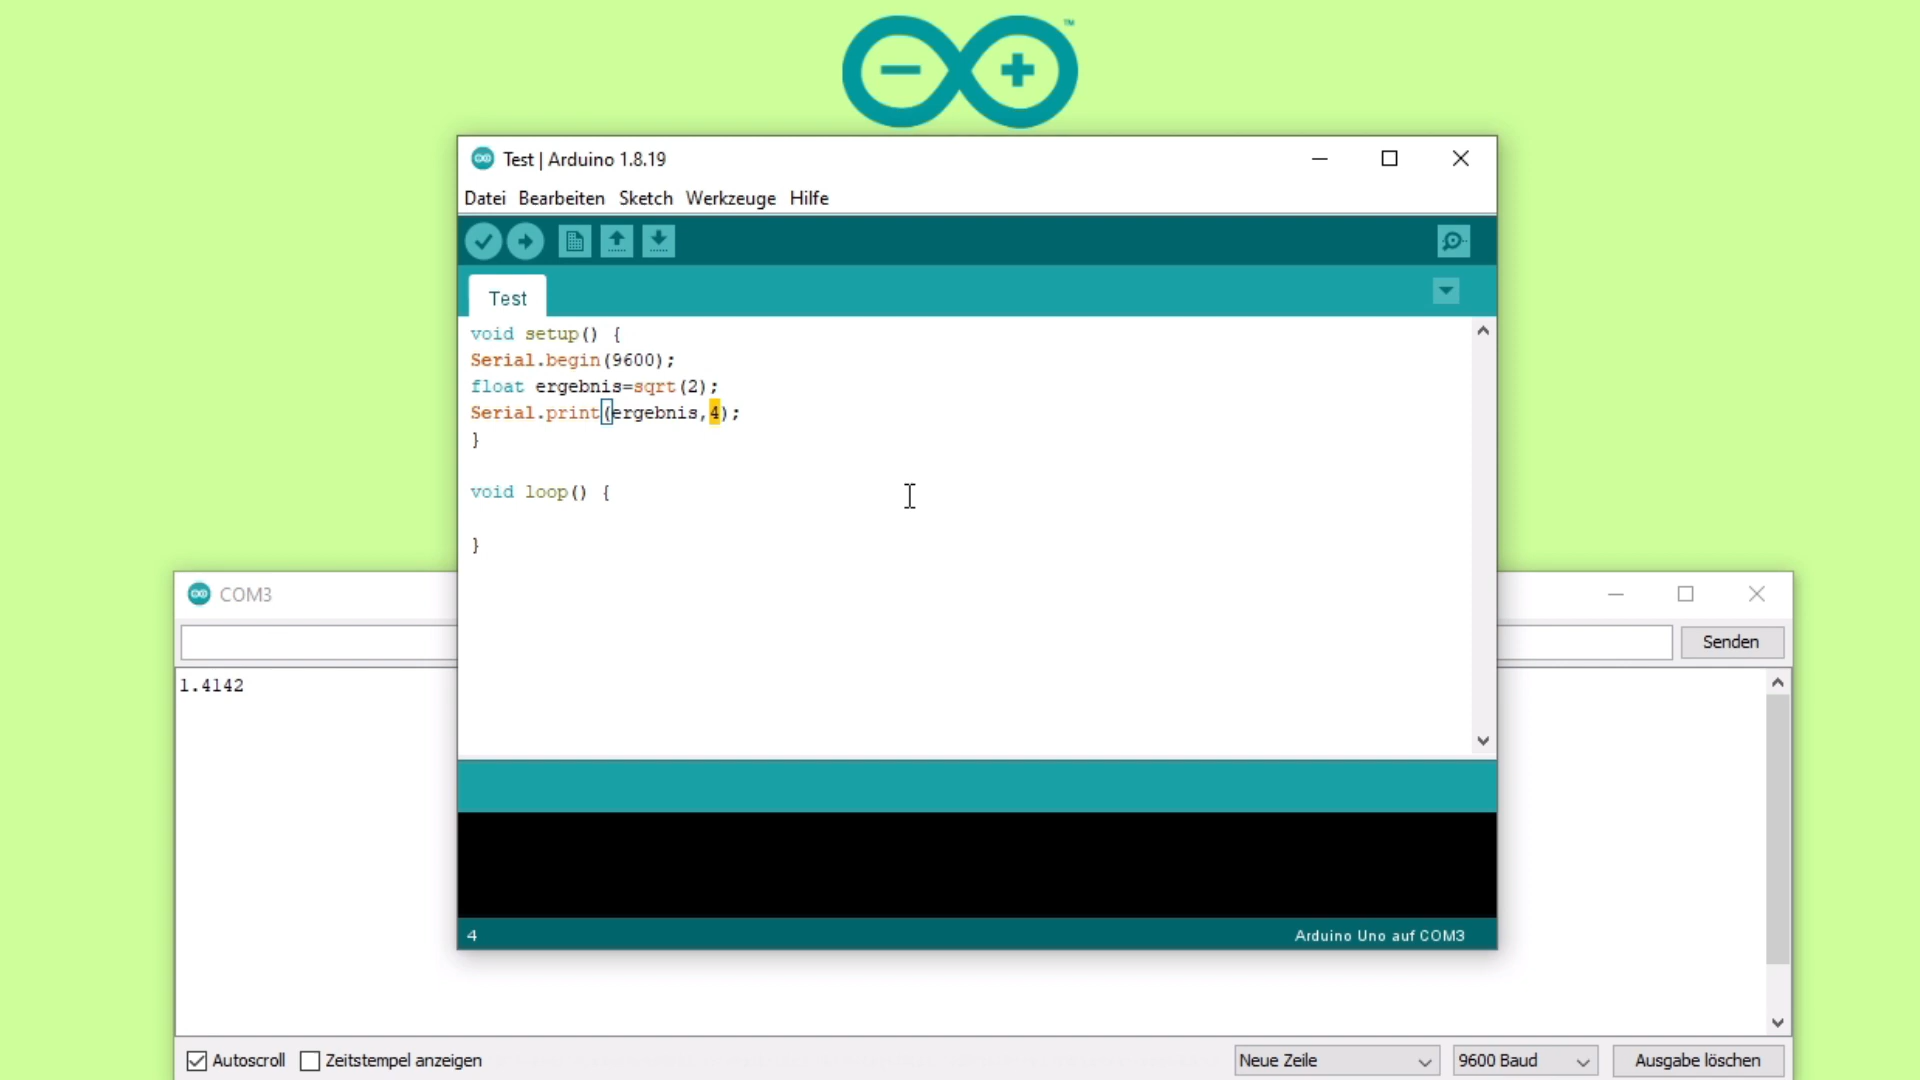 ™
Test | Arduino 1.8.19
Datei Bearbeiten Sketch Werkzeuge Hilfe
Test
void setup() {
Serial.begin(9600);
float ergebnis=sqrt(2);
Serial.print(ergebnis,4);
}
void loop() {
}
4
Arduino Uno auf COM3
COM3
Senden
1.4142
Autoscroll Zeitstempel anzeigen
Neue Zeile
9600 Baud
Ausgabe löschen